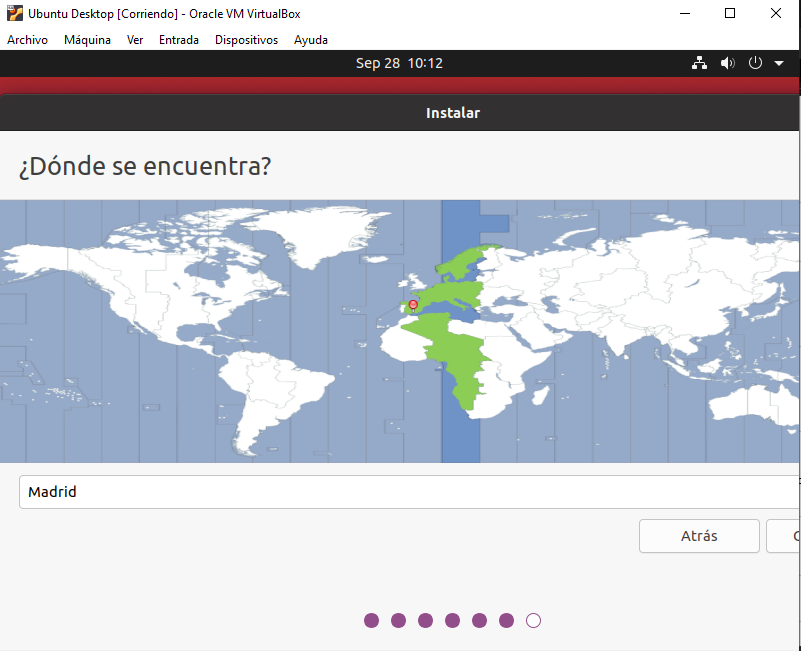 Ubuntu Desktop [Corriendo] - Oracle VM VirtualBox
Archivo Máquina Ver Entrada Dispositivos Ayuda
Sep 28 10:12
Instalar
¿Dónde se encuentra?
Madrid
Atrás